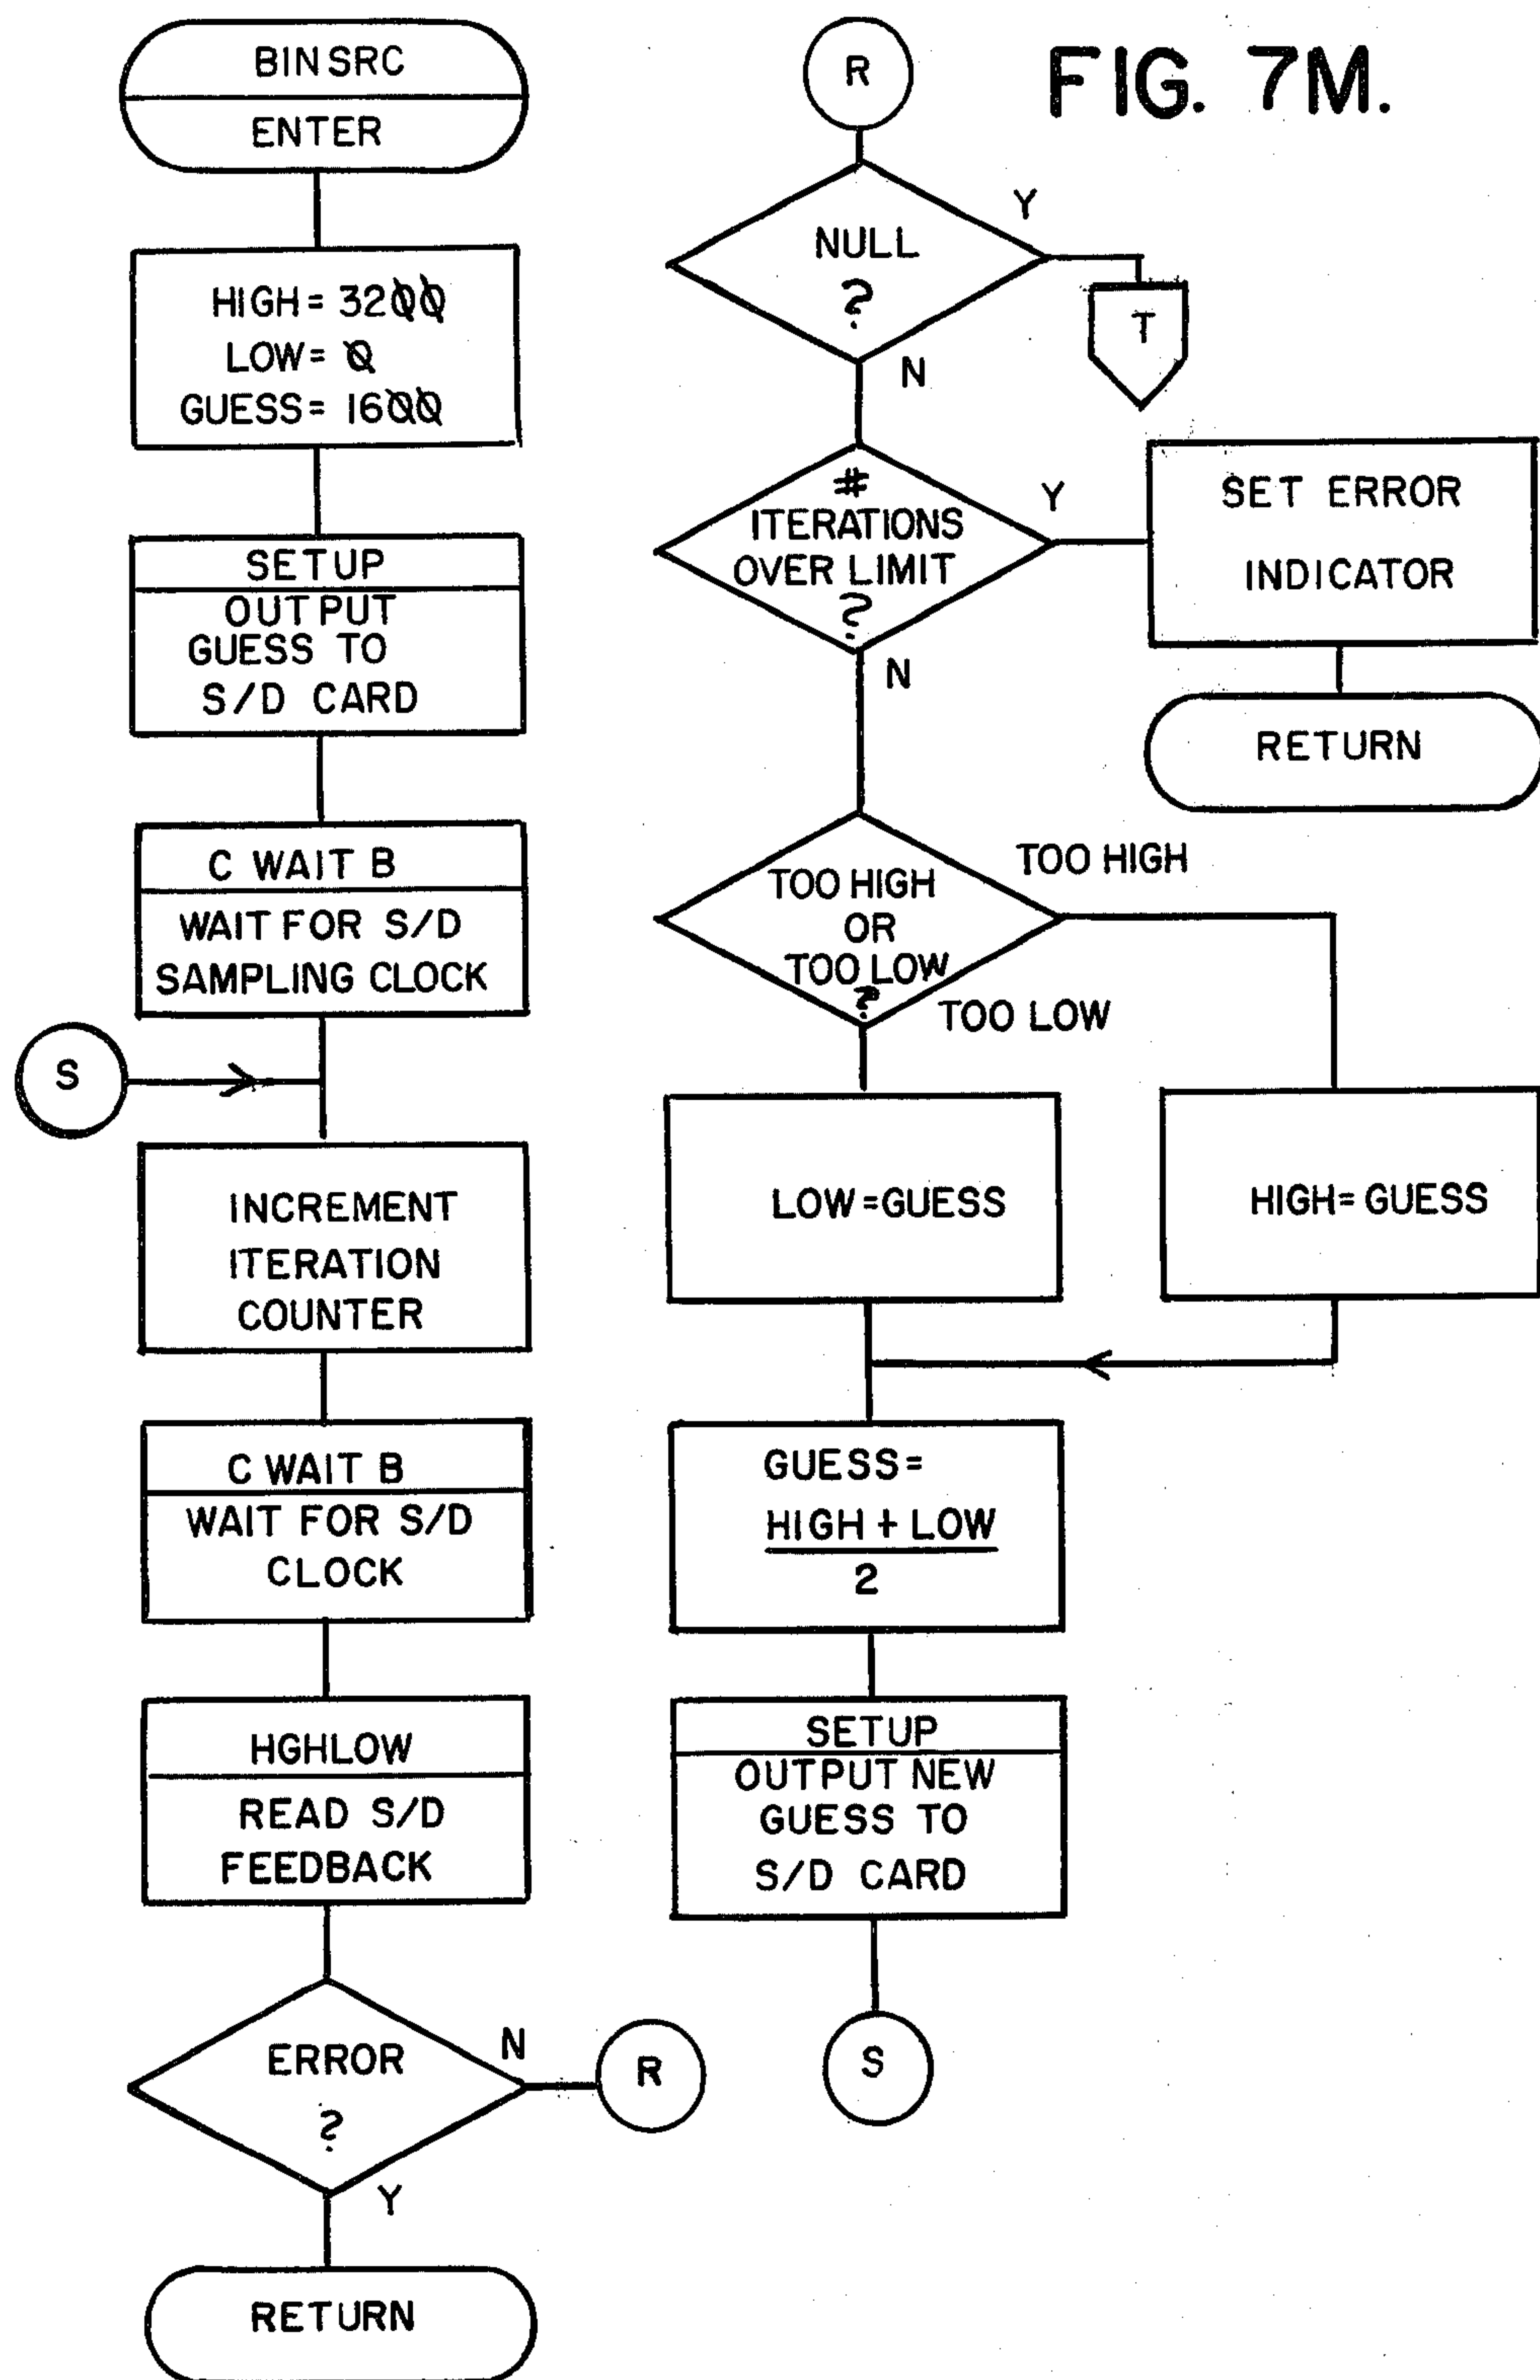 FIG. 7M.
BINSRC
ENTER
HIGH = 3200
LOW = 0
GUESS = 1600
SETUP
OUTPUT
GUESS TO
S/D CARD
C WAIT B
WAIT FOR S/D
SAMPLING CLOCK
S
INCREMENT
ITERATION
COUNTER
C WAIT B
WAIT FOR S/D
CLOCK
HGHLOW
READ S/D
FEEDBACK
ERROR
?
N
R
Y
RETURN
R
NULL
?
Y
T
N
#
ITERATIONS
OVER LIMIT
?
Y
SET ERROR
INDICATOR
RETURN
N
TOO HIGH
OR
TOO LOW
?
TOO HIGH
TOO LOW
LOW = GUESS
HIGH = GUESS
GUESS =
HIGH + LOW
2
SETUP
OUTPUT NEW
GUESS TO
S/D CARD
S